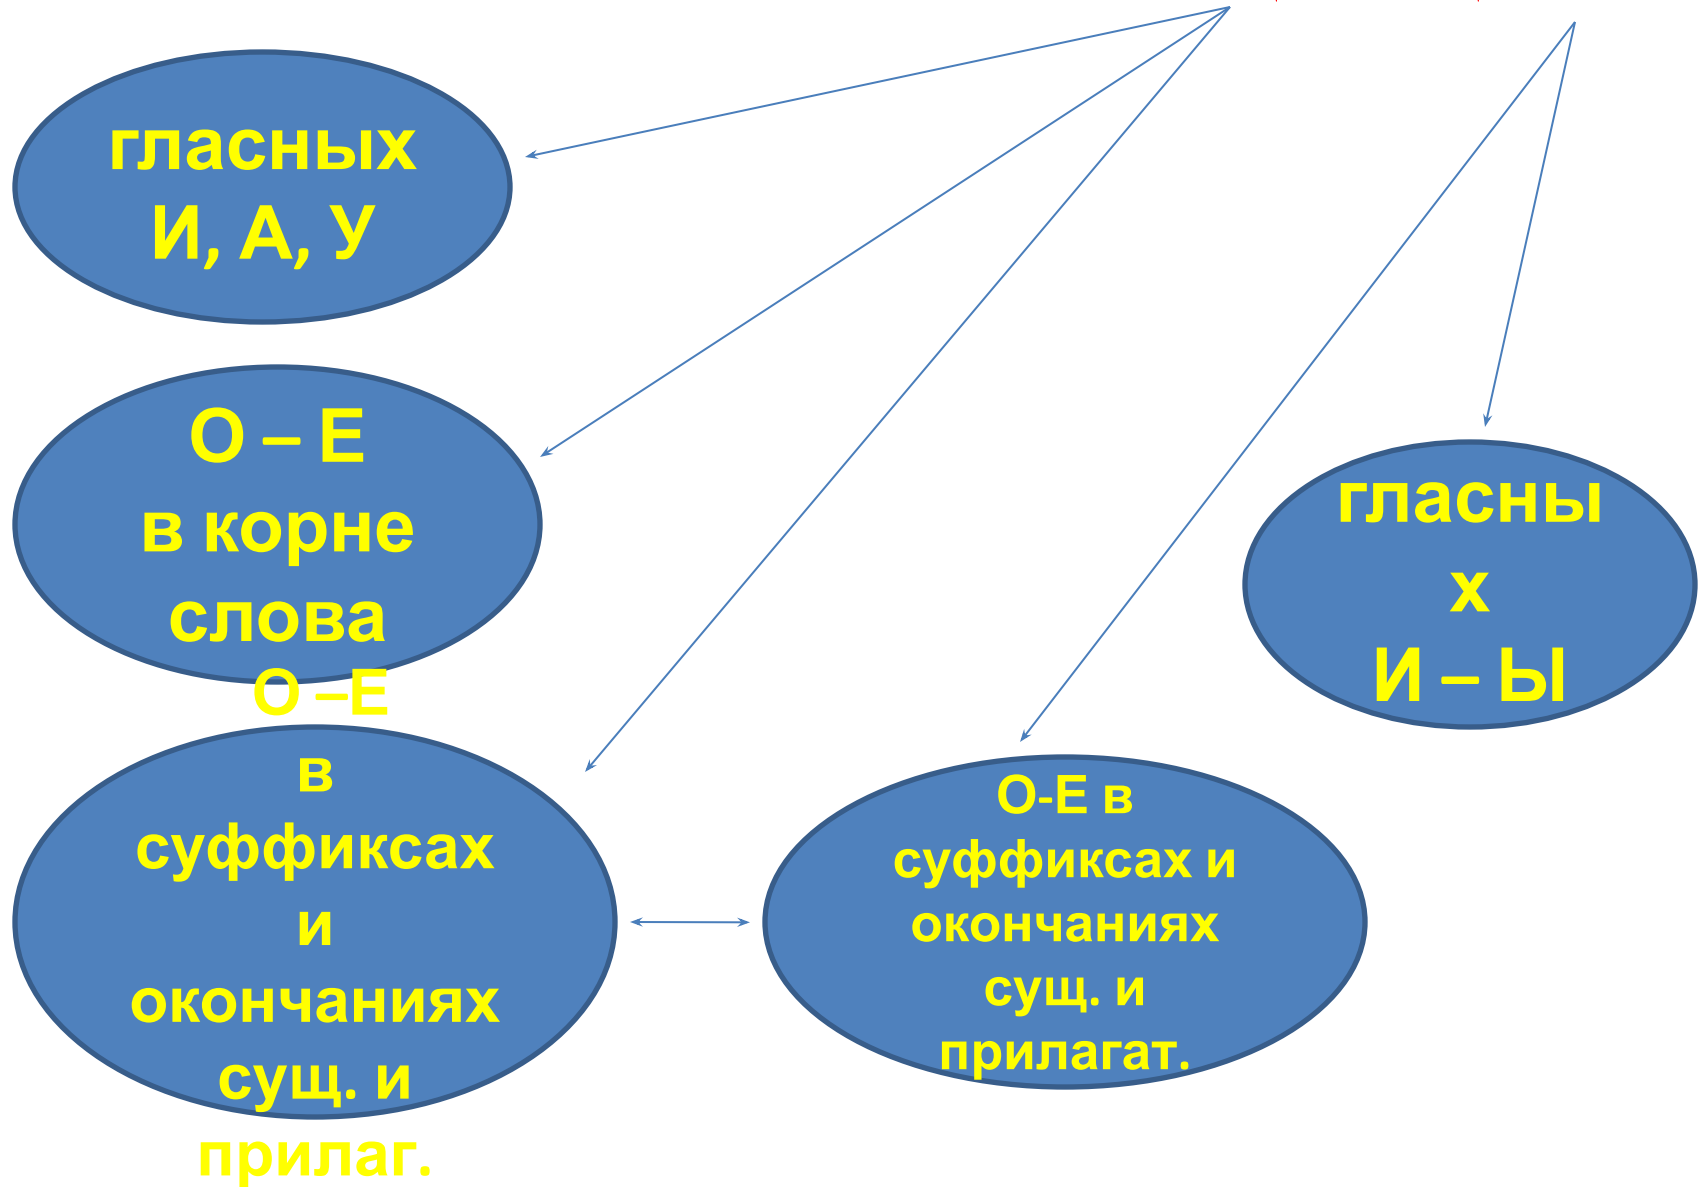 гласных
И, А, У
О – Е
в корне
слова
О –Е
в
суффиксах
и
окончаниях
сущ. и
прилаг.
О-Е в
суффиксах и
окончаниях
сущ. и
прилагат.
гласны
х
И – Ы